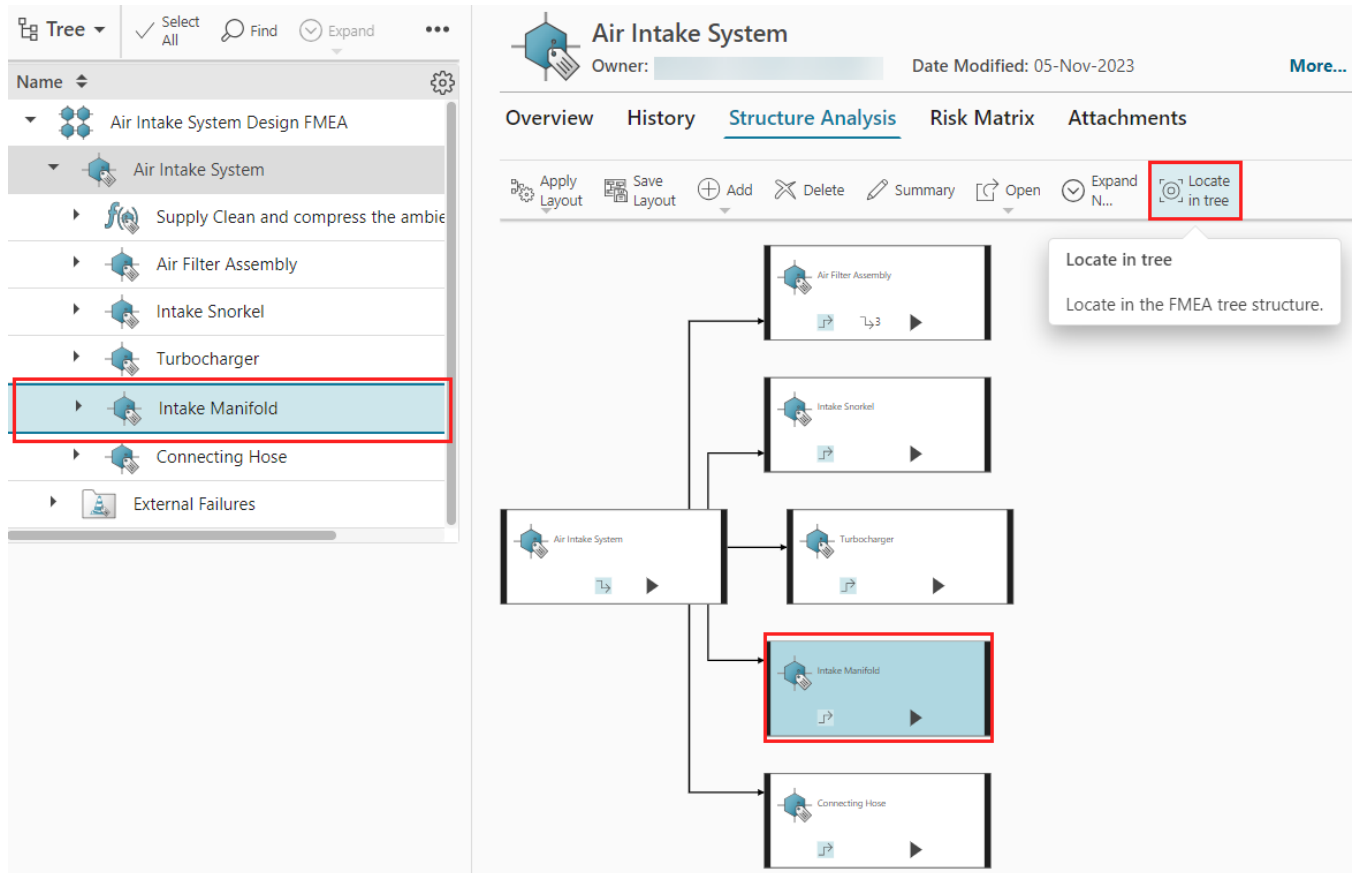 Tree
Select All
Find
Expand
Name
Air Intake System Design FMEA
Air Intake System
f(
Supply Clean and compress the ambie
Air Filter Assembly
Intake Snorkel
Turbocharger
Intake Manifold
Connecting Hose
External Failures
Air Intake System
Owner:
Date Modified: 05-Nov-2023
More...
Overview
History
Structure Analysis
Risk Matrix
Attachments
Apply Layout
Save Layout
Add
Delete
Summary
Open
Expand N...
Locate in tree
Locate in tree
Locate in the FMEA tree structure.
Air Filter Assembly
3
Intake Snorkel
Air Intake System
Turbocharger
Intake Manifold
Connecting Hose